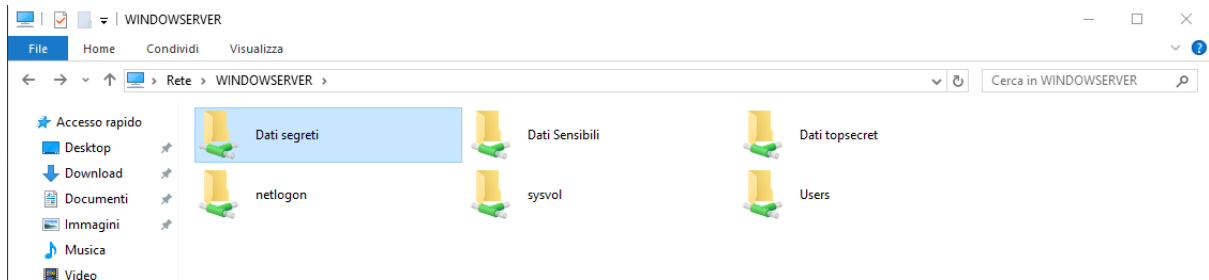 WINDOWSERVER
File Home Condividi Visualizza
Rete WINDOWSERVER Cerca in WINDOWSERVER
Accesso rapido
Desktop
Download
Documenti
Immagini
Musica
Video
Dati segreti Dati Sensibili Dati topsecret
netlogon sysvol Users